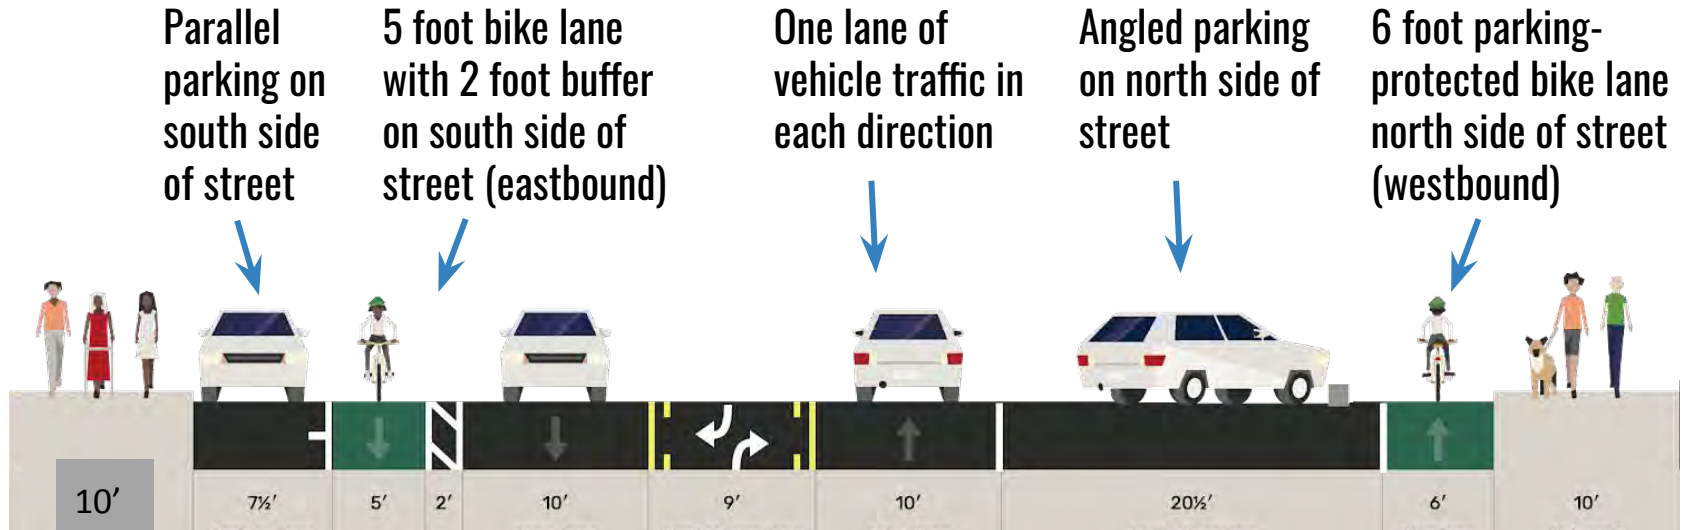 Parallel
parking on
south side
of street
5 foot bike lane
with 2 foot buffer
on south side of
street (eastbound)
One lane of
vehicle traffic in
each direction
Angled parking
on north side of
street
6 foot parking-
protected bike lane
north side of street
(westbound)
10’
7½’
5’
2’
10’
9’
10’
20½’
6’
10’